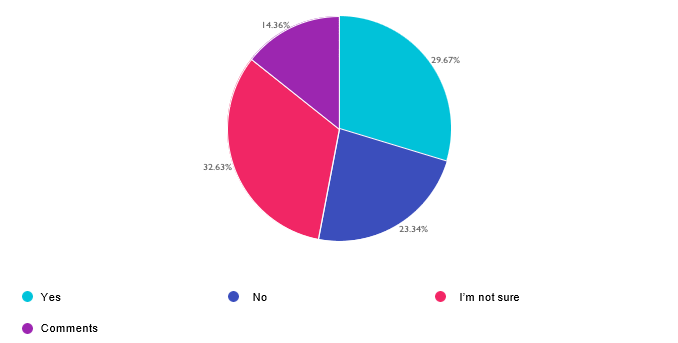 14.36%
29.67%
32.63%
23.34%
Yes No I'm not sure
Comments